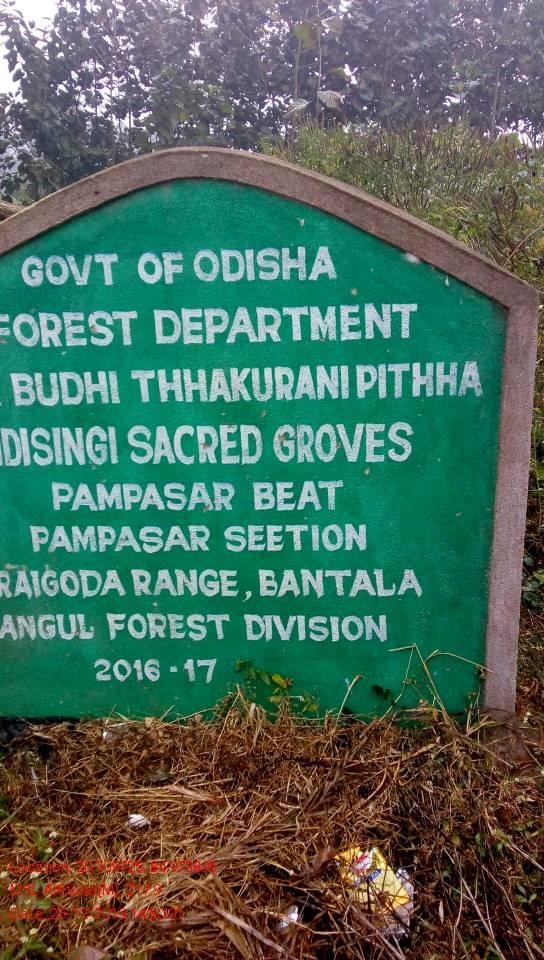 GOVT OF ODISHA
FOREST DEPARTMENT
BUDHI THHAKURANI PITHHA
DISINGI SACRED GROVES
PAMPASAR BEAT
PAMPASAR SEETION
RAIGODA RANGE, BANTALA
ANGUL FOREST DIVISION
2016-17